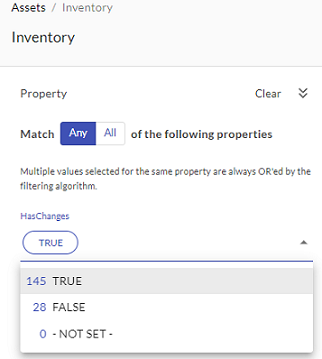 Assets / Inventory
Inventory
Property Clear
Match Any All of the following properties
Multiple values selected for the same property are always OR'ed by the
filtering algorithm.
HasChanges
TRUE
145 TRUE
28 FALSE
0 - NOT SET -